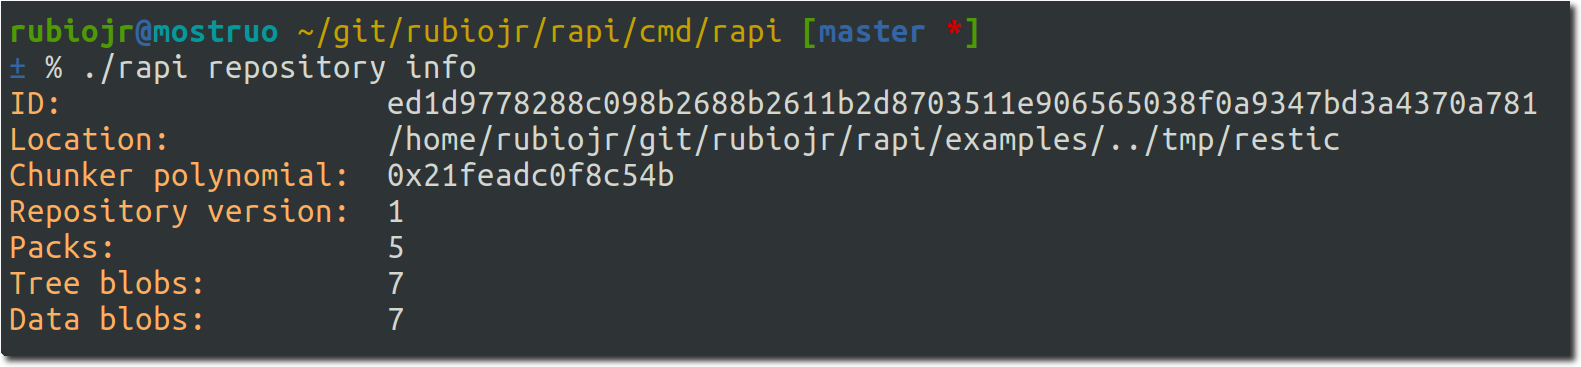 rubiojr@mostruo ~/git/rubiojr/rapi/cmd/rapi [master *]
± % ./rapi repository info
ID: ed1d9778288c098b2688b2611b2d8703511e906565038f0a9347bd3a4370a781
Location: /home/rubiojr/git/rubiojr/rapi/examples/../tmp/restic
Chunker polynomial: 0x21feadc0f8c54b
Repository version: 1
Packs: 5
Tree blobs: 7
Data blobs: 7